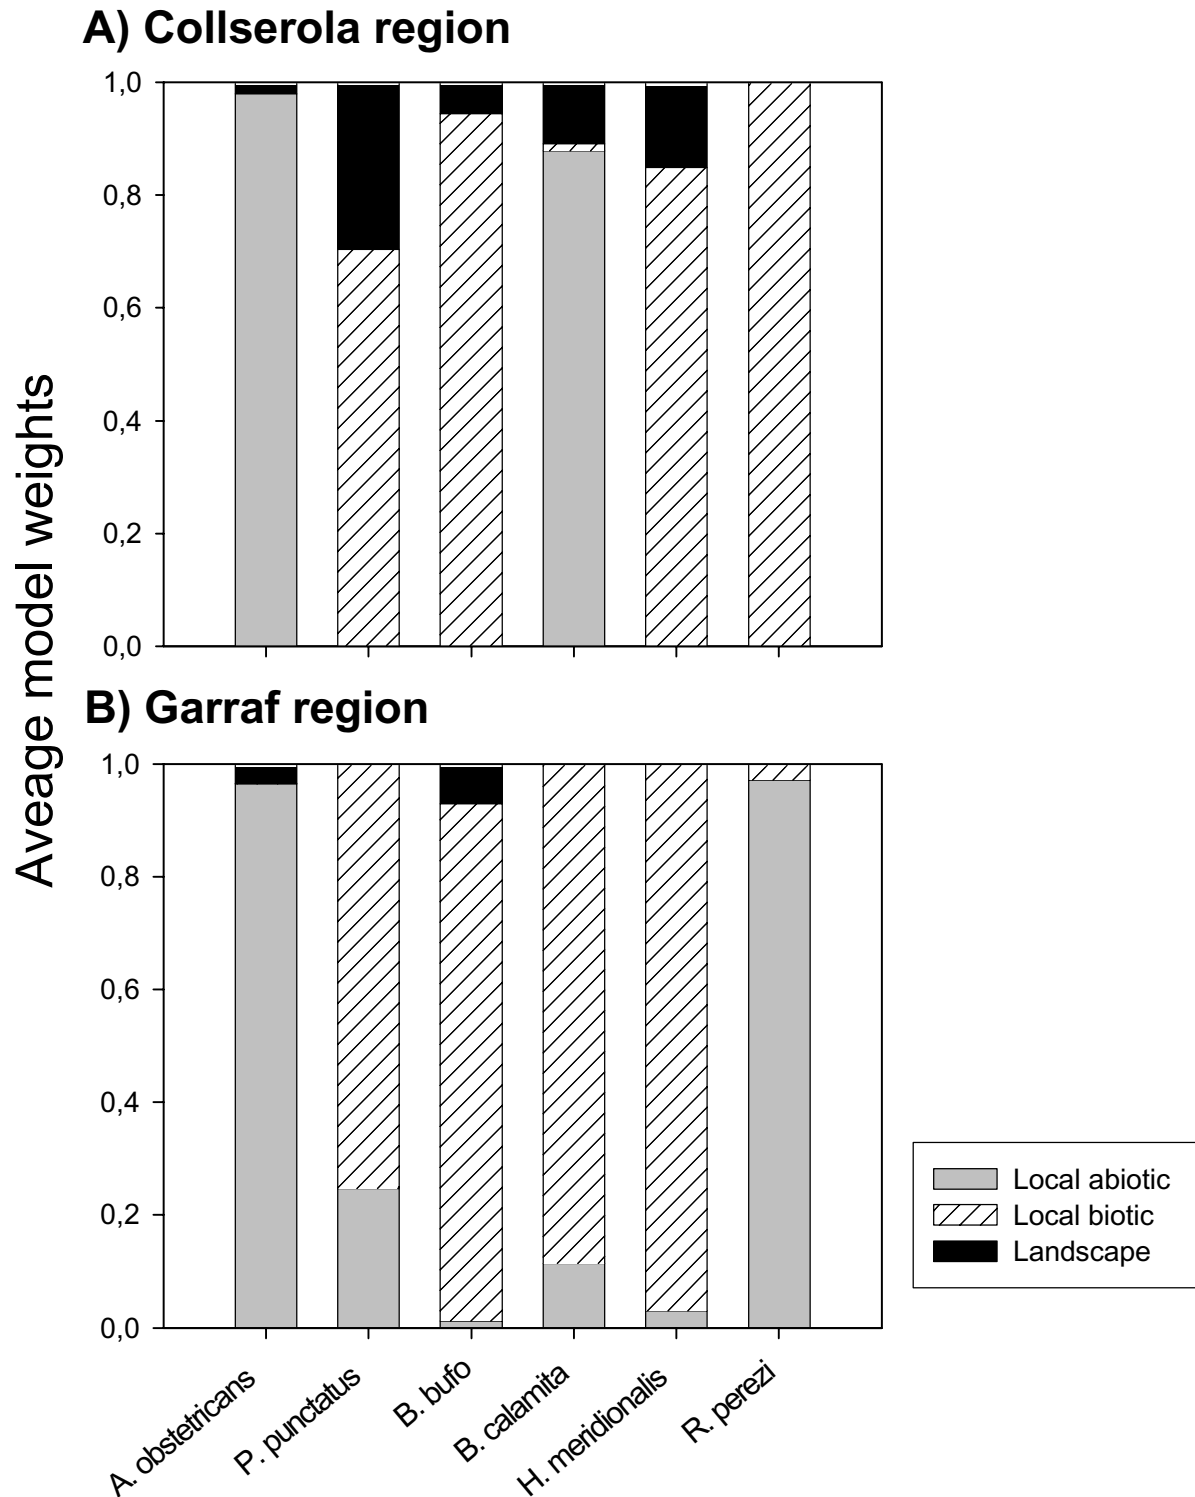 A) Collserola region
1,0
0,8
0,6
0,4
0,2
0,0
Aveage model weights
B) Garraf region
1,0
0,8
0,6
0,4
0,2
0,0
A. obstetricans
P. punctatus
B. bufo
B. calamita
H. meridionalis
R. perezi
Local abiotic
Local biotic
Landscape